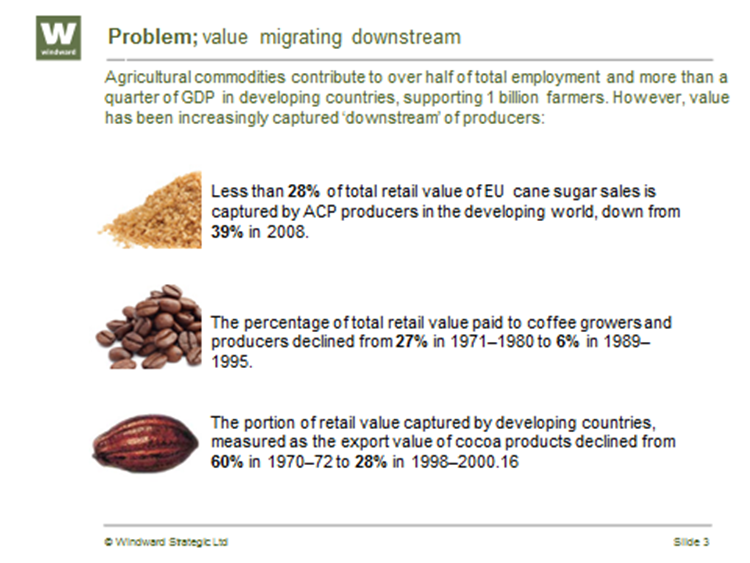 W
windward
Problem; value migrating downstream
Agricultural commodities contribute to over half of total employment and more than a
quarter of GDP in developing countries, supporting 1 billion farmers. However, value
has been increasingly captured ‘downstream’ of producers:
Less than 28% of total retail value of EU cane sugar sales is
captured by ACP producers in the developing world, down from
39% in 2008.
The percentage of total retail value paid to coffee growers and
producers declined from 27% in 1971–1980 to 6% in 1989–
1995.
The portion of retail value captured by developing countries,
measured as the export value of cocoa products declined from
60% in 1970–72 to 28% in 1998–2000.16
© Windward Strategic Ltd
Slide 3